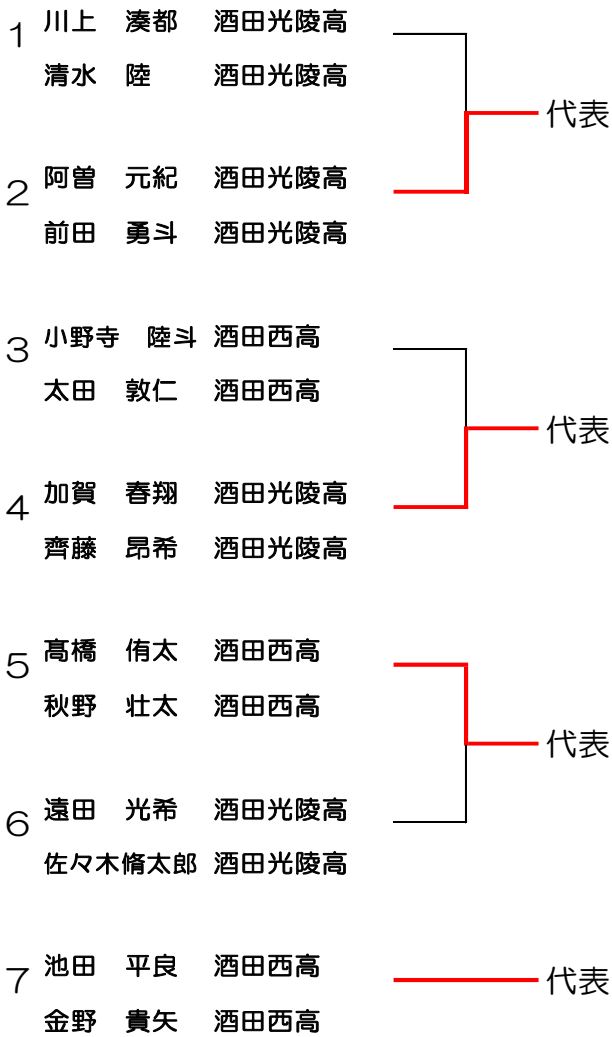 1 川上 湊都 酒田光陵高
清水 陸 酒田光陵高
代表
2 阿曽 元紀 酒田光陵高
前田 勇斗 酒田光陵高
3 小野寺 陸斗 酒田西高
太田 敦仁 酒田西高
代表
4 加賀 春翔 酒田光陵高
齊藤 昂希 酒田光陵高
5 髙橋 侑太 酒田西高
秋野 壮太 酒田西高
代表
6 遠田 光希 酒田光陵高
佐々木脩太郎 酒田光陵高
7 池田 平良 酒田西高
代表
金野 貴矢 酒田西高